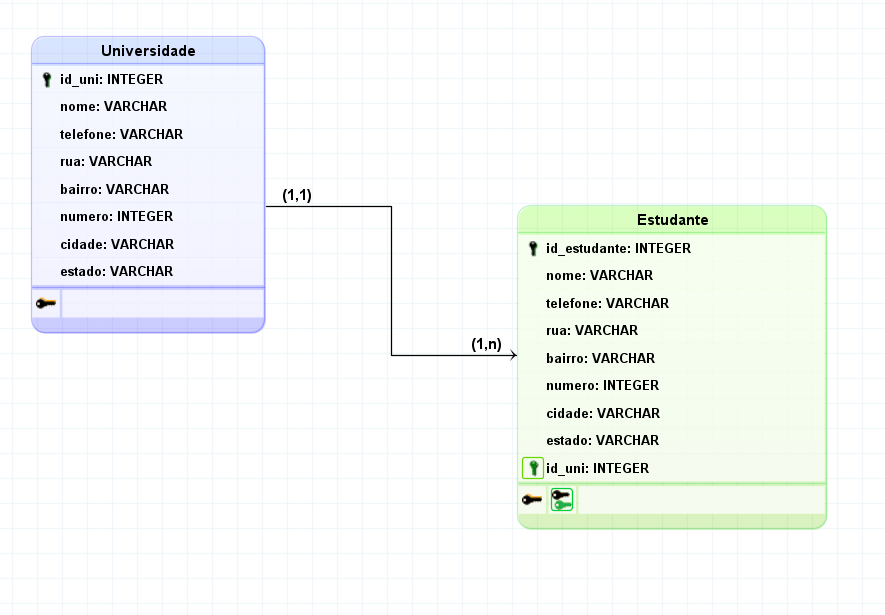 Universidade
id_uni: INTEGER
nome: VARCHAR
telefone: VARCHAR
rua: VARCHAR
bairro: VARCHAR
numero: INTEGER
cidade: VARCHAR
estado: VARCHAR
(1,1)
(1,n)
Estudante
id_estudante: INTEGER
nome: VARCHAR
telefone: VARCHAR
rua: VARCHAR
bairro: VARCHAR
numero: INTEGER
cidade: VARCHAR
estado: VARCHAR
id_uni: INTEGER